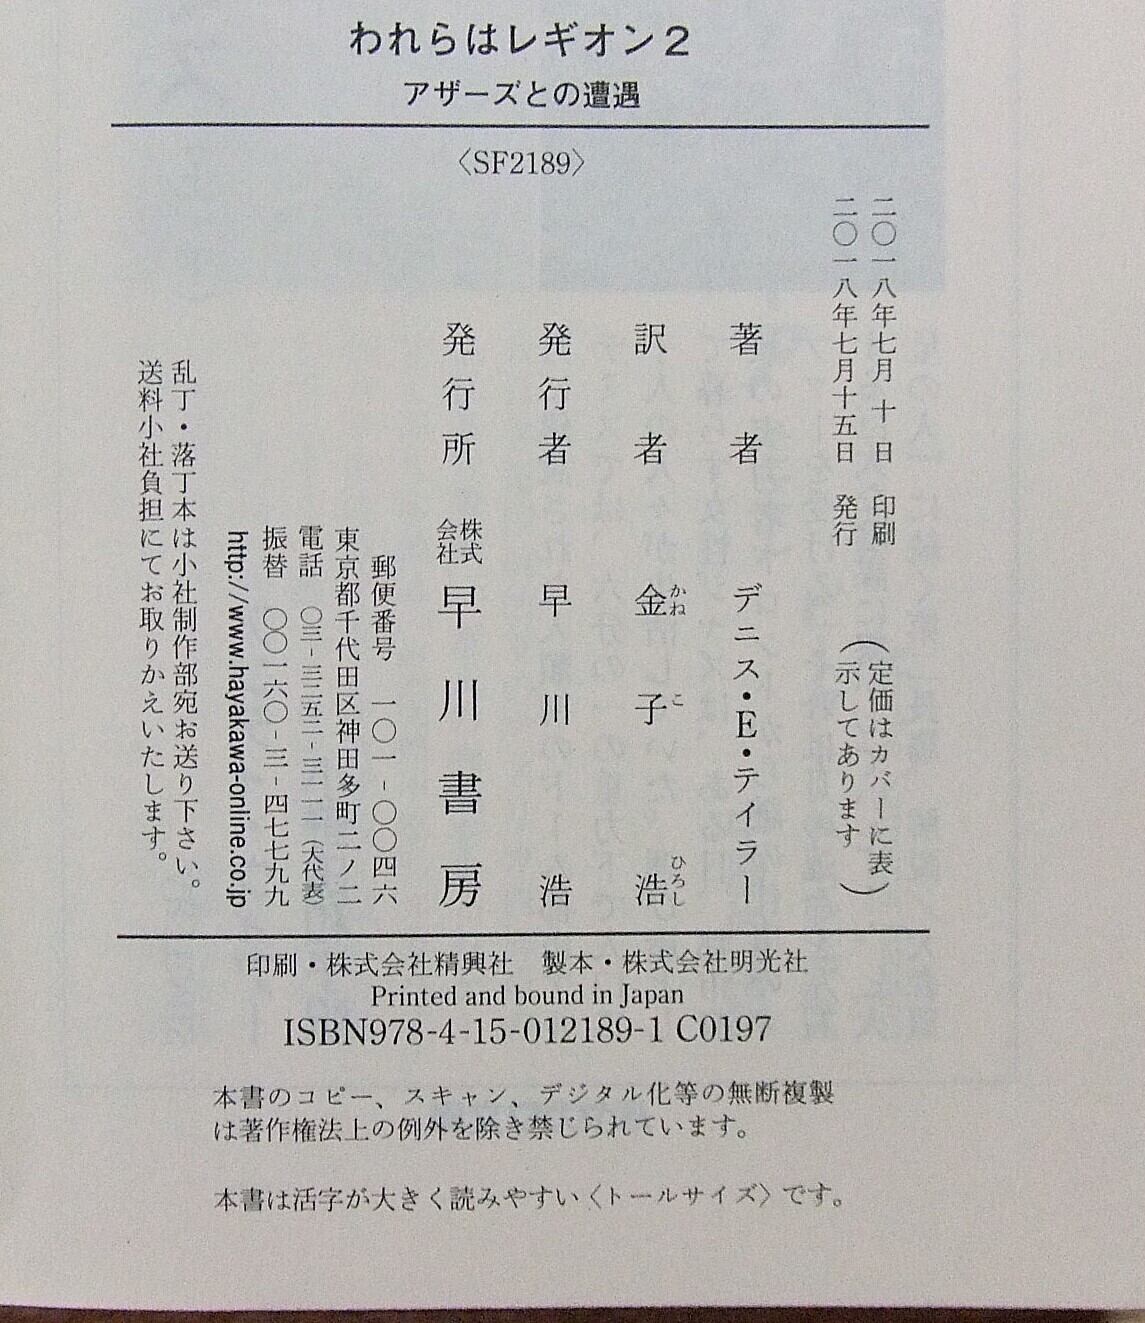 われらはレギオン２
アザーズとの遭遇
〈SF2189〉
二〇一八年七月 十 日 印刷
二〇一八年七月十五日 発行
（定価はカバーに表
示してあります）
著者 デニス・E・テイラー
訳者 金子 浩
かね こ ひろし
発行者 早川 浩
発行所 株式会社 早川書房
郵便番号 一〇一-〇〇四六
東京都千代田区神田多町二ノ二
電話 〇三-三二五二-三一一一（大代表）
振替 〇〇一六〇-三-四七七九九
http://www.hayakawa-online.co.jp
乱丁・落丁本は小社制作部宛お送り下さい。
送料小社負担にてお取りかえいたします。
印刷・株式会社精興社 製本・株式会社明光社
Printed and bound in Japan
ISBN978-4-15-012189-1 C0197
本書のコピー、スキャン、デジタル化等の無断複製
は著作権法上の例外を除き禁じられています。
本書は活字が大きく読みやすい〈トールサイズ〉です。